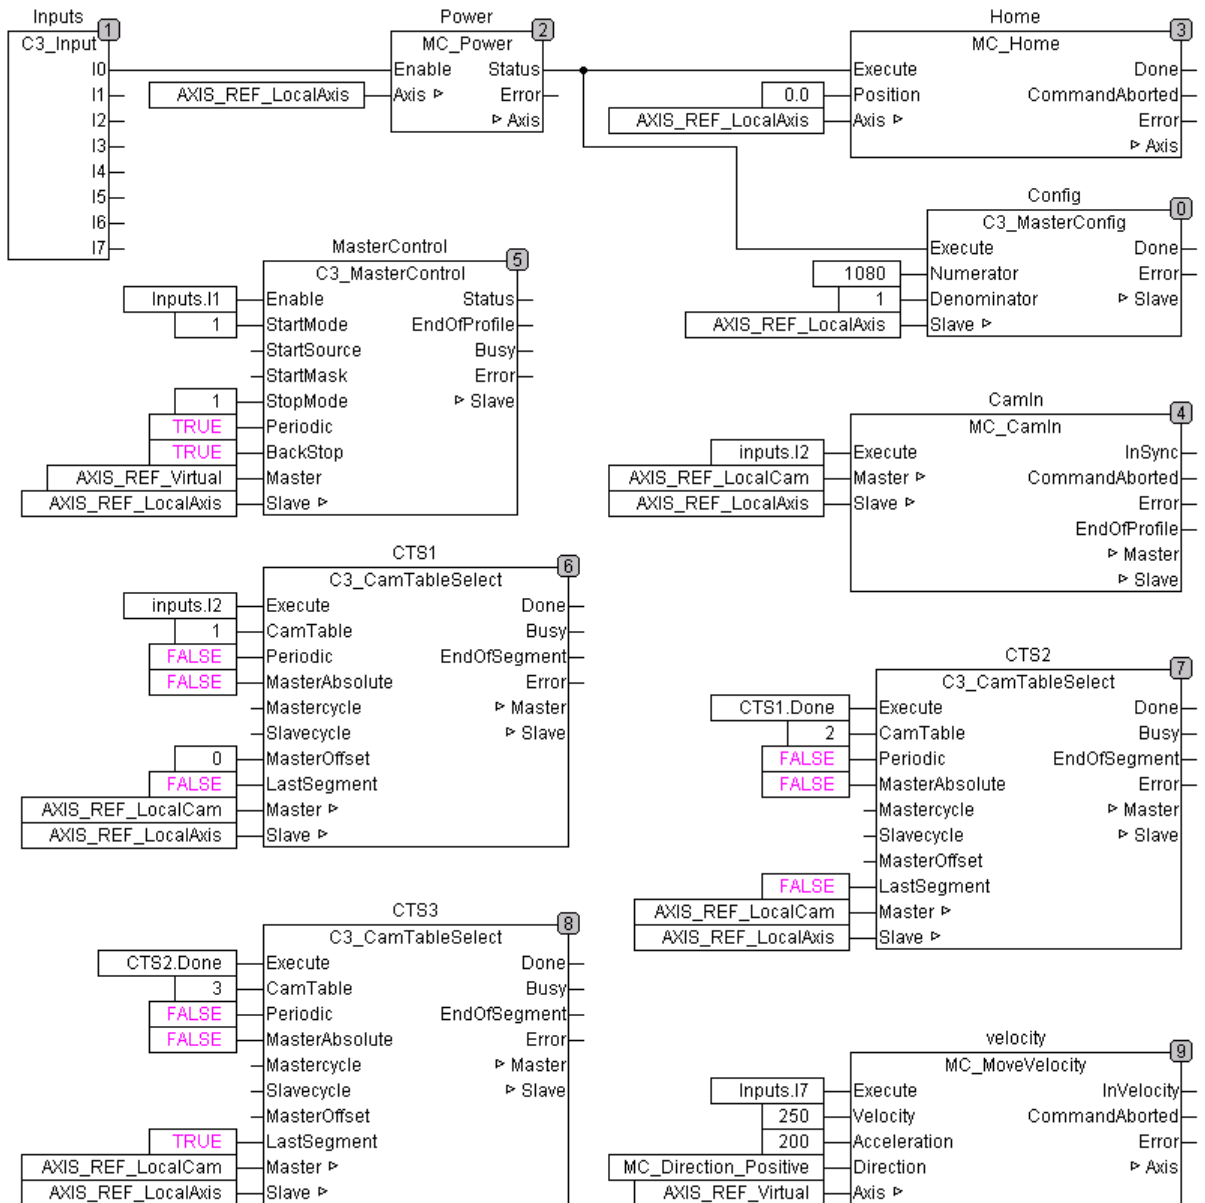 Inputs
1
C3_Input
I0
I1
I2
I3
I4
I5
I6
I7
Power
2
MC_Power
Enable Status
AXIS_REF_LocalAxis Axis Error
Axis
Home
3
MC_Home
Execute Done
0.0 Position CommandAborted
AXIS_REF_LocalAxis Axis Error
Axis
Config
0
C3_MasterConfig
Execute Done
1080 Numerator Error
1 Denominator Slave
AXIS_REF_LocalAxis Slave
MasterControl
5
C3_MasterControl
Inputs.I1 Enable Status
1 StartMode EndOfProfile
StartSource Busy
StartMask Error
1 StopMode Slave
TRUE Periodic
TRUE BackStop
AXIS_REF_Virtual Master
AXIS_REF_LocalAxis Slave
CamIn
4
MC_CamIn
inputs.I2 Execute InSync
AXIS_REF_LocalCam Master CommandAborted
AXIS_REF_LocalAxis Slave Error
EndOfProfile
Master
Slave
CTS1
6
C3_CamTableSelect
inputs.I2 Execute Done
1 CamTable Busy
FALSE Periodic EndOfSegment
FALSE MasterAbsolute Error
Mastercycle Master
Slavecycle Slave
0 MasterOffset
FALSE LastSegment
AXIS_REF_LocalCam Master
AXIS_REF_LocalAxis Slave
CTS2
7
C3_CamTableSelect
CTS1.Done Execute Done
2 CamTable Busy
FALSE Periodic EndOfSegment
FALSE MasterAbsolute Error
Mastercycle Master
Slavecycle Slave
MasterOffset
FALSE LastSegment
AXIS_REF_LocalCam Master
AXIS_REF_LocalAxis Slave
CTS3
8
C3_CamTableSelect
CTS2.Done Execute Done
3 CamTable Busy
FALSE Periodic EndOfSegment
FALSE MasterAbsolute Error
Mastercycle Master
Slavecycle Slave
MasterOffset
TRUE LastSegment
AXIS_REF_LocalCam Master
AXIS_REF_LocalAxis Slave
velocity
9
MC_MoveVelocity
Inputs.I7 Execute InVelocity
250 Velocity CommandAborted
200 Acceleration Error
MC_Direction_Positive Direction Axis
AXIS_REF_Virtual Axis